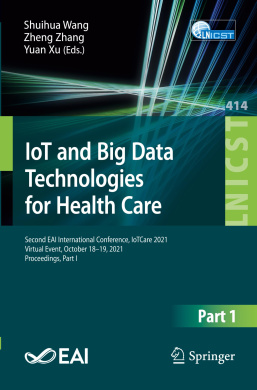 Shuihua Wang
Zheng Zhang
Yuan Xu (Eds.)
LNICST
414
LNICST
IoT and Big Data
Technologies
for Health Care
Second EAI International Conference, IoTCare 2021
Virtual Event, October 18–19, 2021
Proceedings, Part I
Part 1
EAI
Springer